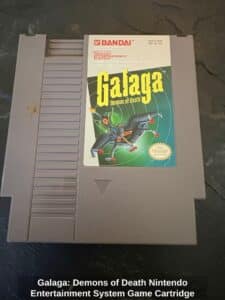 BANDAI
Galaga
Demons of Death
Galaga: Demons of Death Nintendo
Entertainment System Game Cartridge